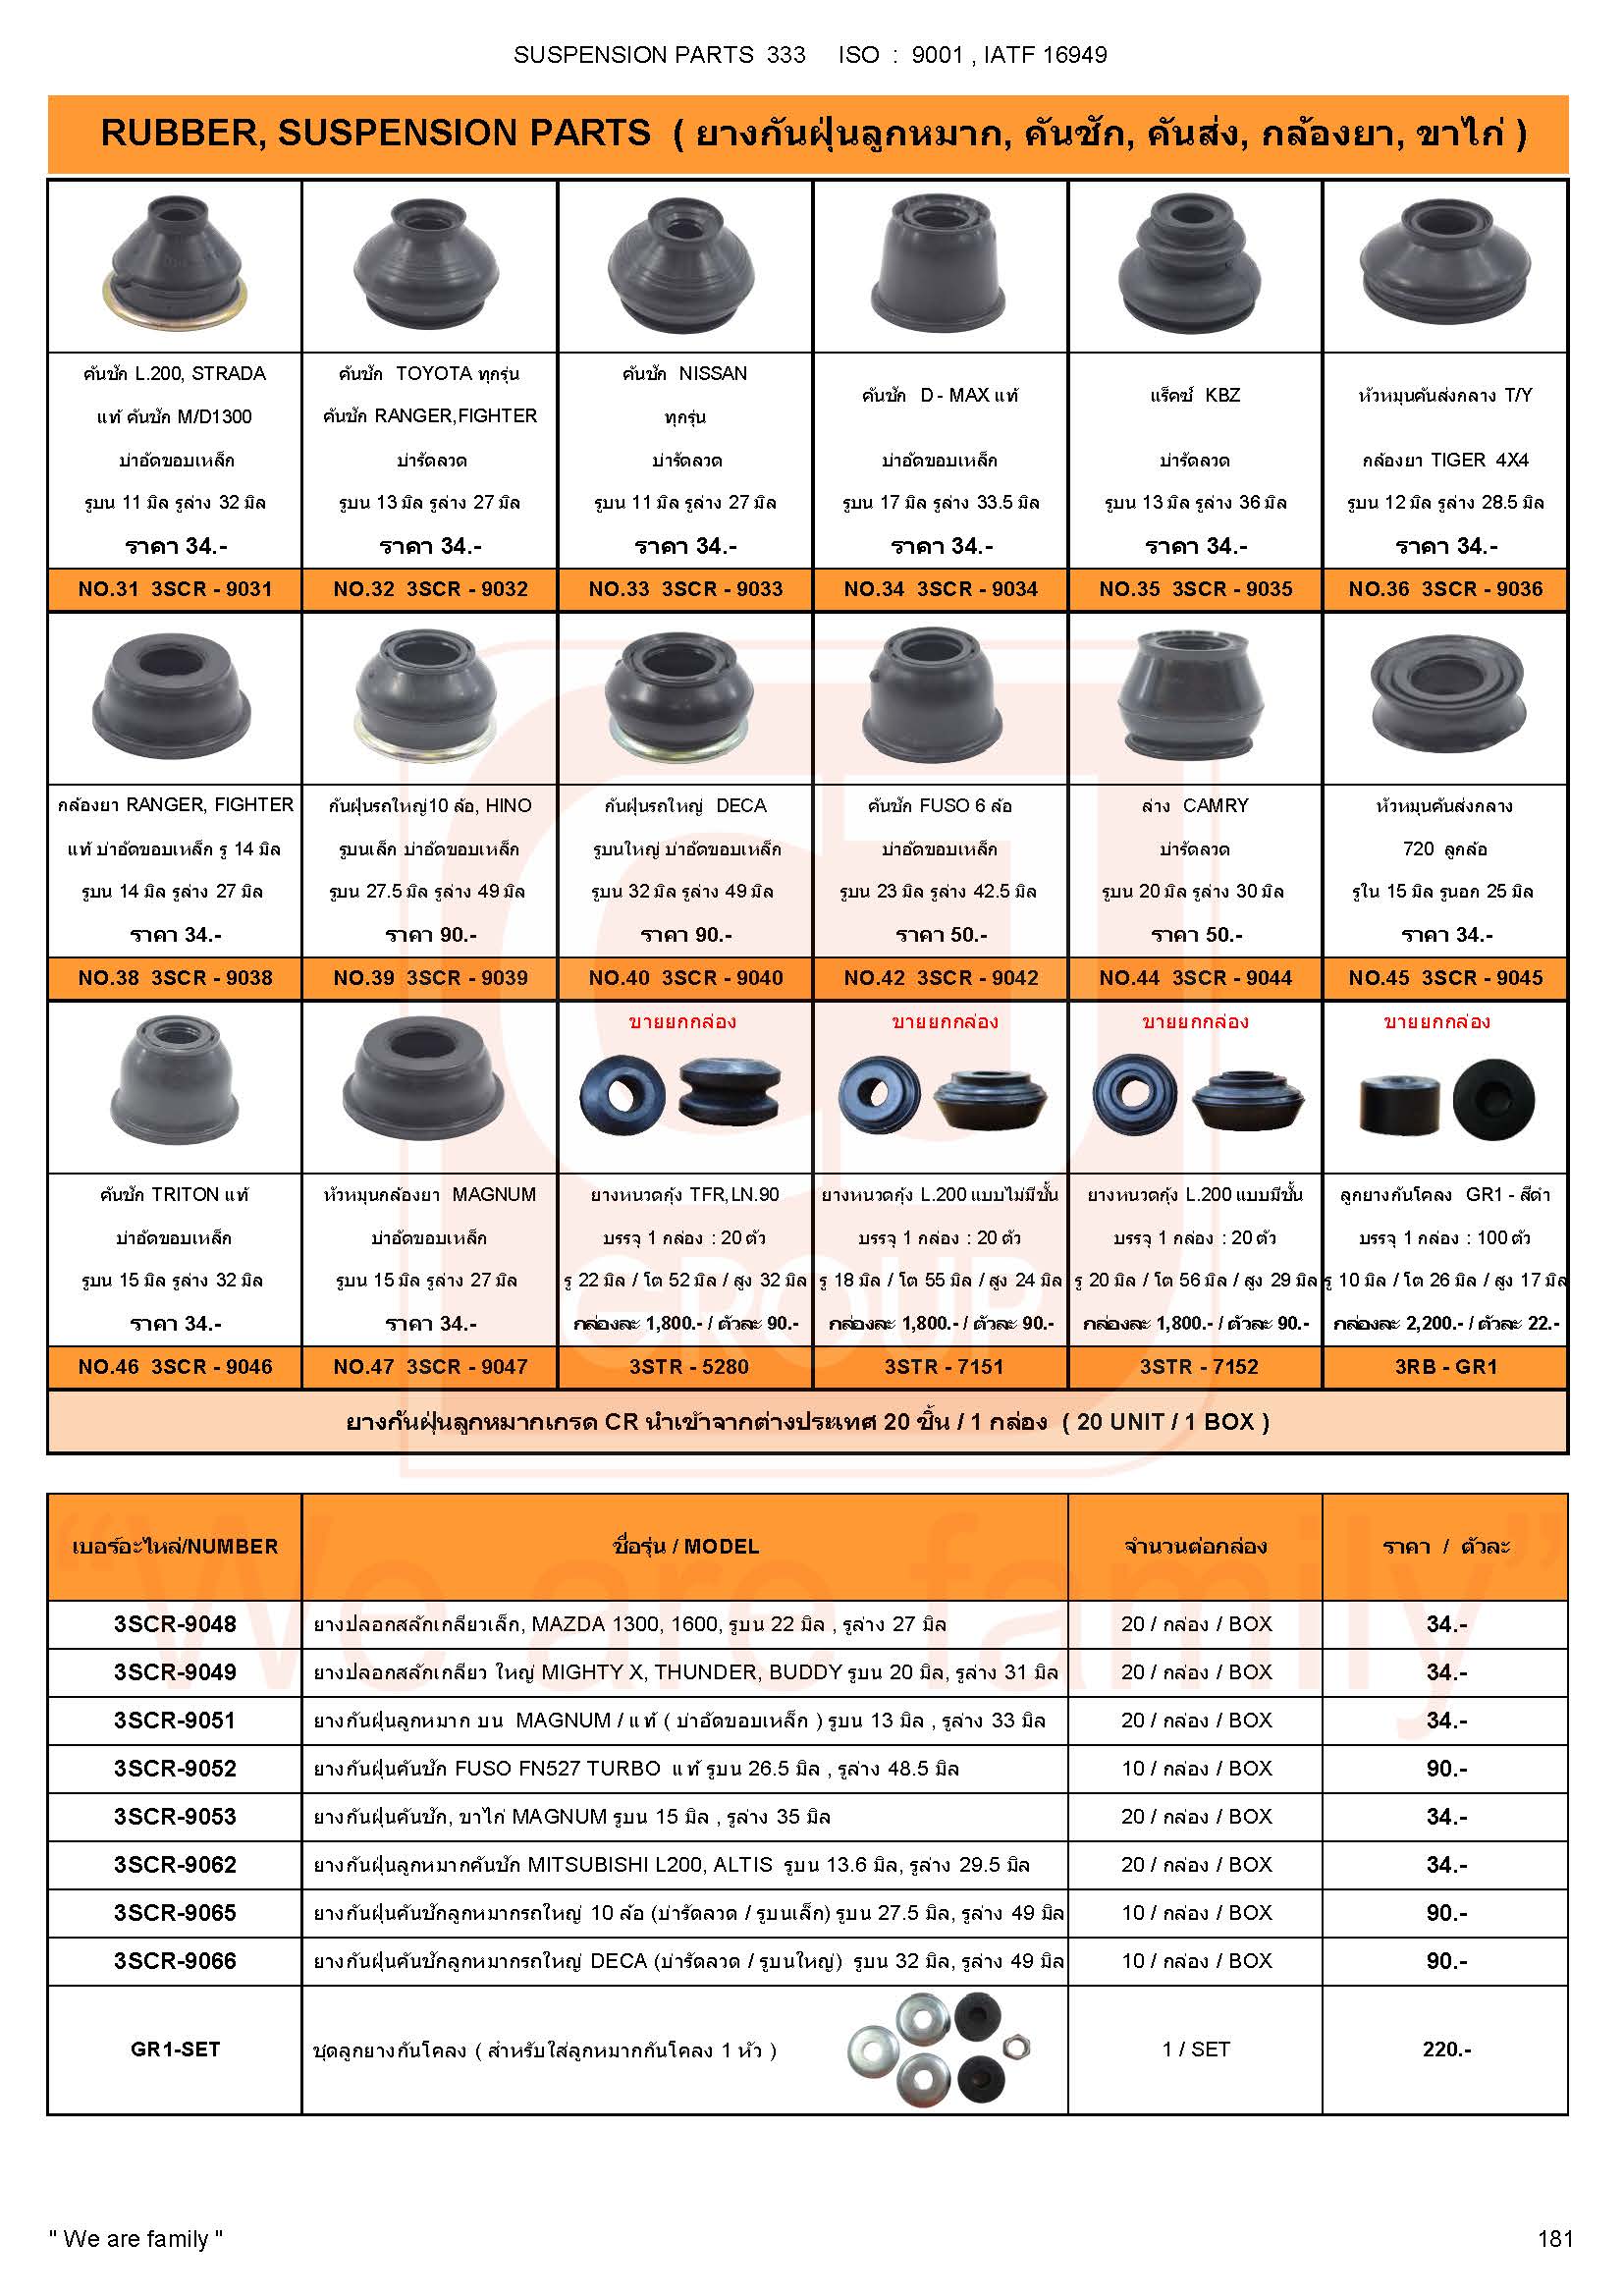 SUSPENSION PARTS 333 ISO : 9001 , IATF 16949
RUBBER, SUSPENSION PARTS ( ยางกันฝุ่นลูกหมาก, คันชัก, คันส่ง, กล้องยา, ขาไก่ )
คันชัก L.200, STRADA
แท้ คันชัก M/D1300
บ่าอัดขอบเหล็ก
รูบน 11 มิล รูล่าง 32 มิล
ราคา 34.-
NO.31 3SCR - 9031
คันชัก TOYOTA ทุกรุ่น
คันชัก RANGER,FIGHTER
บ่ารัดลวด
รูบน 13 มิล รูล่าง 27 มิล
ราคา 34.-
NO.32 3SCR - 9032
คันชัก NISSAN
ทุกรุ่น
บ่ารัดลวด
รูบน 11 มิล รูล่าง 27 มิล
ราคา 34.-
NO.33 3SCR - 9033
คันชัก D - MAX แท้
บ่าอัดขอบเหล็ก
รูบน 17 มิล รูล่าง 33.5 มิล
ราคา 34.-
NO.34 3SCR - 9034
แร็คซ์ KBZ
บ่ารัดลวด
รูบน 13 มิล รูล่าง 36 มิล
ราคา 34.-
NO.35 3SCR - 9035
หัวหมุนคันส่งกลาง T/Y
กล้องยา TIGER 4X4
รูบน 12 มิล รูล่าง 28.5 มิล
ราคา 34.-
NO.36 3SCR - 9036
กล้องยา RANGER, FIGHTER
แท้ บ่าอัดขอบเหล็ก รู 14 มิล
รูบน 14 มิล รูล่าง 27 มิล
ราคา 34.-
NO.38 3SCR - 9038
กันฝุ่นรถใหญ่10 ล้อ, HINO
รูบนเล็ก บ่าอัดขอบเหล็ก
รูบน 27.5 มิล รูล่าง 49 มิล
ราคา 90.-
NO.39 3SCR - 9039
กันฝุ่นรถใหญ่ DECA
รูบนใหญ่ บ่าอัดขอบเหล็ก
รูบน 32 มิล รูล่าง 49 มิล
ราคา 90.-
NO.40 3SCR - 9040
คันชัก FUSO 6 ล้อ
บ่าอัดขอบเหล็ก
รูบน 23 มิล รูล่าง 42.5 มิล
ราคา 50.-
NO.42 3SCR - 9042
ล่าง CAMRY
บ่ารัดลวด
รูบน 20 มิล รูล่าง 30 มิล
ราคา 50.-
NO.44 3SCR - 9044
หัวหมุนคันส่งกลาง
720 ลูกล้อ
รูใน 15 มิล รูนอก 25 มิล
ราคา 34.-
NO.45 3SCR - 9045
คันชัก TRITON แท้
บ่าอัดขอบเหล็ก
รูบน 15 มิล รูล่าง 32 มิล
ราคา 34.-
NO.46 3SCR - 9046
หัวหมุนกล้องยา MAGNUM
บ่าอัดขอบเหล็ก
รูบน 15 มิล รูล่าง 27 มิล
ราคา 34.-
NO.47 3SCR - 9047
ขายยกกล่อง
ยางหนวดกุ้ง TFR,LN.90
บรรจุ 1 กล่อง : 20 ตัว
รู 22 มิล / โต 52 มิล / สูง 32 มิล
กล่องละ 1,800.- / ตัวละ 90.-
3STR - 5280
ขายยกกล่อง
ยางหนวดกุ้ง L.200 แบบไม่มีชั้น
บรรจุ 1 กล่อง : 20 ตัว
รู 18 มิล / โต 55 มิล / สูง 24 มิล
กล่องละ 1,800.- / ตัวละ 90.-
3STR - 7151
ขายยกกล่อง
ยางหนวดกุ้ง L.200 แบบมีชั้น
บรรจุ 1 กล่อง : 20 ตัว
รู 20 มิล / โต 56 มิล / สูง 29 มิล
กล่องละ 1,800.- / ตัวละ 90.-
3STR - 7152
ขายยกกล่อง
ลูกยางกันโคลง GR1 - สีดำ
บรรจุ 1 กล่อง : 100 ตัว
รู 10 มิล / โต 26 มิล / สูง 17 มิล
กล่องละ 2,200.- / ตัวละ 22.-
3RB - GR1
GROUP
ยางกันฝุ่นลูกหมากเกรด CR นำเข้าจากต่างประเทศ 20 ชิ้น / 1 กล่อง ( 20 UNIT / 1 BOX )
"We are family"
เบอร์อะไหล่/NUMBER ชื่อรุ่น / MODEL จำนวนต่อกล่อง ราคา / ตัวละ
3SCR-9048 ยางปลอกสลักเกลียวเล็ก, MAZDA 1300, 1600, รูบน 22 มิล , รูล่าง 27 มิล 20 / กล่อง / BOX 34.-
3SCR-9049 ยางปลอกสลักเกลียว ใหญ่ MIGHTY X, THUNDER, BUDDY รูบน 20 มิล, รูล่าง 31 มิล 20 / กล่อง / BOX 34.-
3SCR-9051 ยางกันฝุ่นลูกหมาก บน MAGNUM / แท้ ( บ่าอัดขอบเหล็ก ) รูบน 13 มิล , รูล่าง 33 มิล 20 / กล่อง / BOX 34.-
3SCR-9052 ยางกันฝุ่นคันชัก FUSO FN527 TURBO แท้ รูบน 26.5 มิล , รูล่าง 48.5 มิล 10 / กล่อง / BOX 90.-
3SCR-9053 ยางกันฝุ่นคันชัก, ขาไก่ MAGNUM รูบน 15 มิล , รูล่าง 35 มิล 20 / กล่อง / BOX 34.-
3SCR-9062 ยางกันฝุ่นลูกหมากคันชัก MITSUBISHI L200, ALTIS รูบน 13.6 มิล, รูล่าง 29.5 มิล 20 / กล่อง / BOX 34.-
3SCR-9065 ยางกันฝุ่นคันชักลูกหมากรถใหญ่ 10 ล้อ (บ่ารัดลวด / รูบนเล็ก) รูบน 27.5 มิล, รูล่าง 49 มิล 10 / กล่อง / BOX 90.-
3SCR-9066 ยางกันฝุ่นคันชักลูกหมากรถใหญ่ DECA (บ่ารัดลวด / รูบนใหญ่) รูบน 32 มิล, รูล่าง 49 มิล 10 / กล่อง / BOX 90.-
GR1-SET ชุดลูกยางกันโคลง ( สำหรับใส่ลูกหมากกันโคลง 1 หัว ) 1 / SET 220.-
" We are family " 181